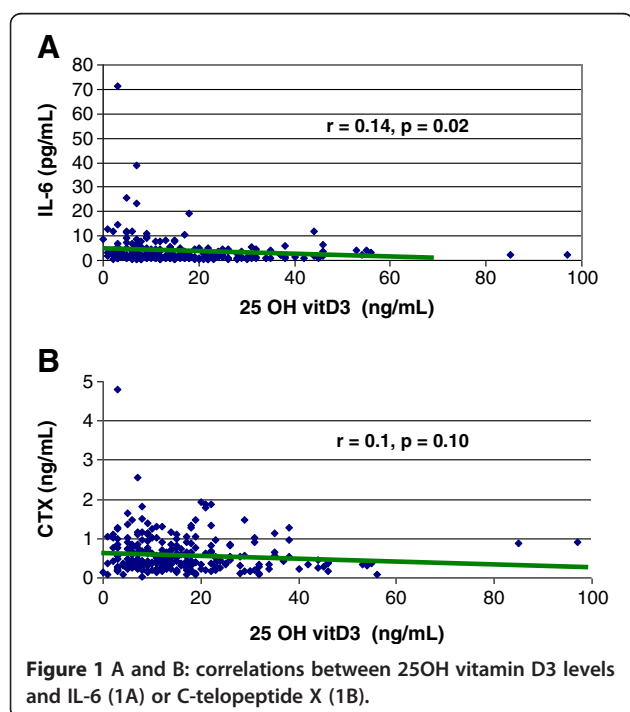 A
80
70
60
50
40
30
20
10
0
IL-6 (pg/mL)
r = 0.14, p = 0.02
0 20 40 60 80 100
25 OH vitD3 (ng/mL)
B
5
4
3
2
1
0
CTX (ng/mL)
r = 0.1, p = 0.10
0 20 40 60 80 100
25 OH vitD3 (ng/mL)
Figure 1 A and B: correlations between 25OH vitamin D3 levels
and IL-6 (1A) or C-telopeptide X (1B).